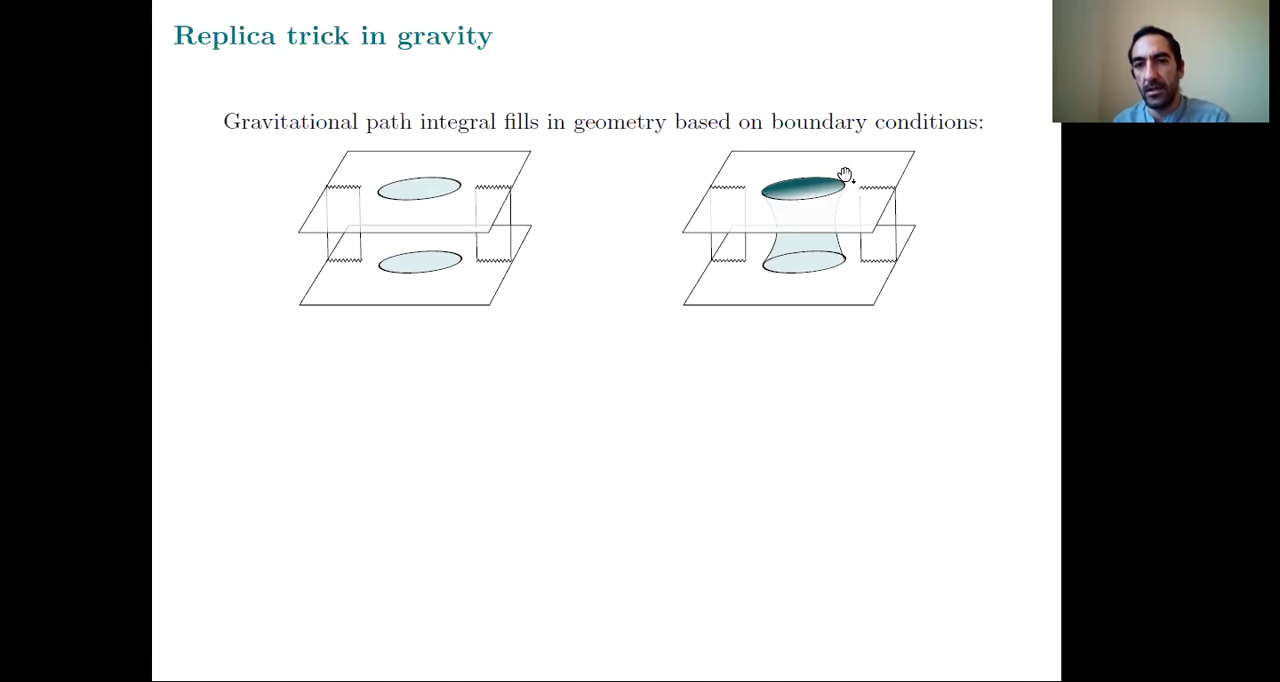 Replica trick in gravity
Gravitational path integral fills in geometry based on boundary conditions: